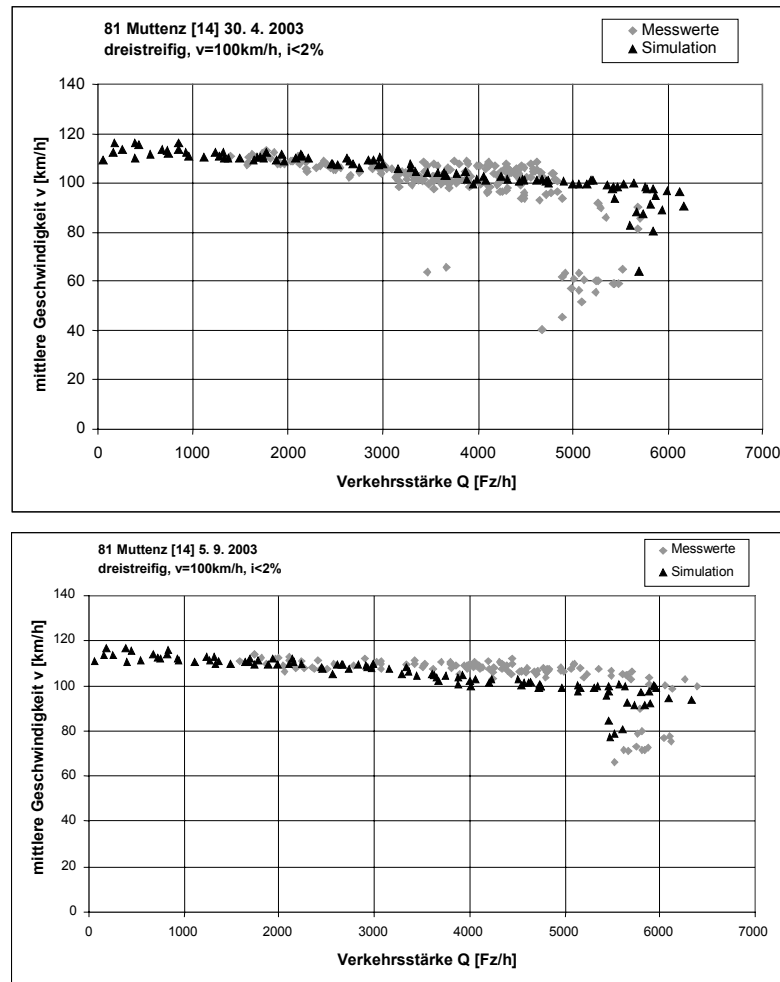 81 Muttenz [14] 30. 4. 2003
dreistreifig, v=100km/h, i<2%
Messwerte
Simulation
mittlere Geschwindigkeit v [km/h]
140
120
100
80
60
40
20
0
0 1000 2000 3000 4000 5000 6000 7000
Verkehrsstärke Q [Fz/h]
81 Muttenz [14] 5. 9. 2003
dreistreifig, v=100km/h, i<2%
Messwerte
Simulation
mittlere Geschwindigkeit v [km/h]
140
120
100
80
60
40
20
0
0 1000 2000 3000 4000 5000 6000 7000
Verkehrsstärke Q [Fz/h]